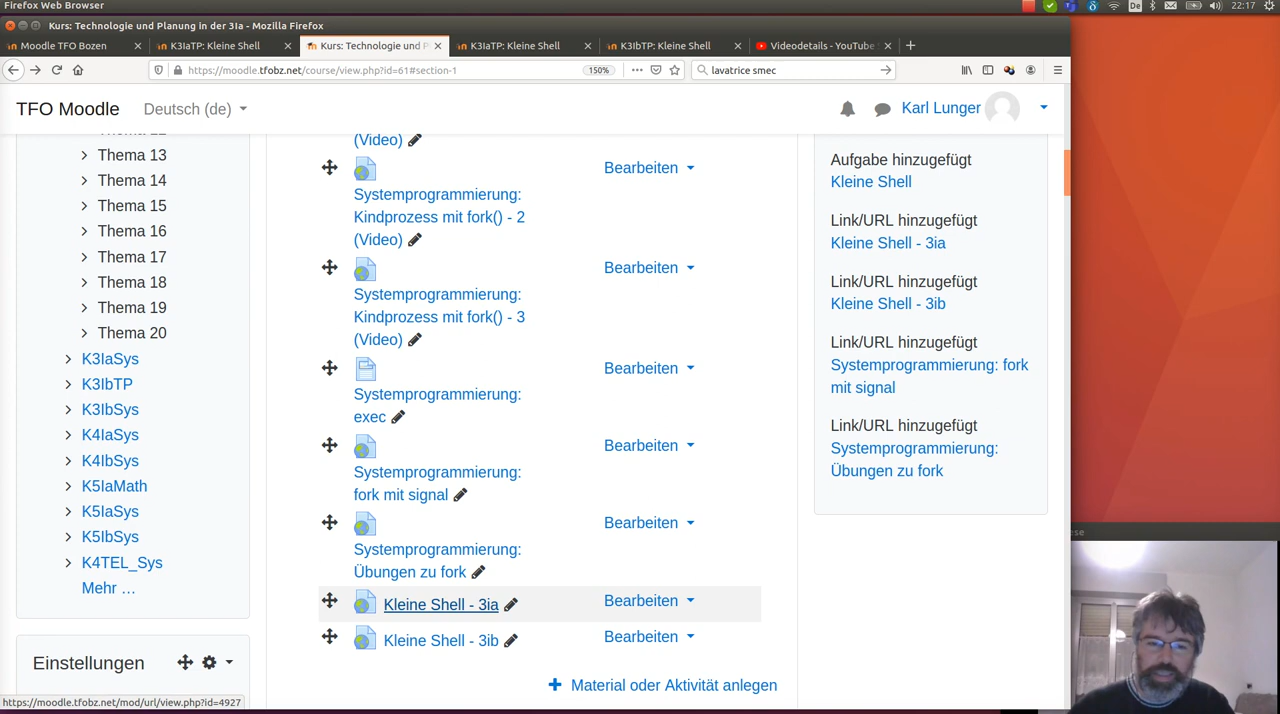 Firefox Web Browser
De
22:17
Kurs: Technologie und Planung in der 3Ia - Mozilla Firefox
Moodle TFO Bozen
K3IaTP: Kleine Shell
Kurs: Technologie und P
K3IaTP: Kleine Shell
K3IbTP: Kleine Shell
Videodetails - YouTube
https://moodle.tfobz.net/course/view.php?id=61#section-1
150%
lavatrice smec
TFO Moodle
Deutsch (de)
Karl Lunger
Thema 13
Thema 14
Thema 15
Thema 16
Thema 17
Thema 18
Thema 19
Thema 20
K3IaSys
K3IbTP
K3IbSys
K4IaSys
K4IbSys
K5IaMath
K5IaSys
K5IbSys
K4TEL_Sys
Mehr …
Einstellungen
(Video)
Bearbeiten
Systemprogrammierung:
Kindprozess mit fork() - 2
(Video)
Bearbeiten
Systemprogrammierung:
Kindprozess mit fork() - 3
(Video)
Bearbeiten
Systemprogrammierung:
exec
Bearbeiten
Systemprogrammierung:
fork mit signal
Bearbeiten
Systemprogrammierung:
Übungen zu fork
Kleine Shell - 3ia
Bearbeiten
Kleine Shell - 3ib
Bearbeiten
Material oder Aktivität anlegen
Aufgabe hinzugefügt
Kleine Shell
Link/URL hinzugefügt
Kleine Shell - 3ia
Link/URL hinzugefügt
Kleine Shell - 3ib
Link/URL hinzugefügt
Systemprogrammierung: fork
mit signal
Link/URL hinzugefügt
Systemprogrammierung:
Übungen zu fork
https://moodle.tfobz.net/mod/url/view.php?id=4927